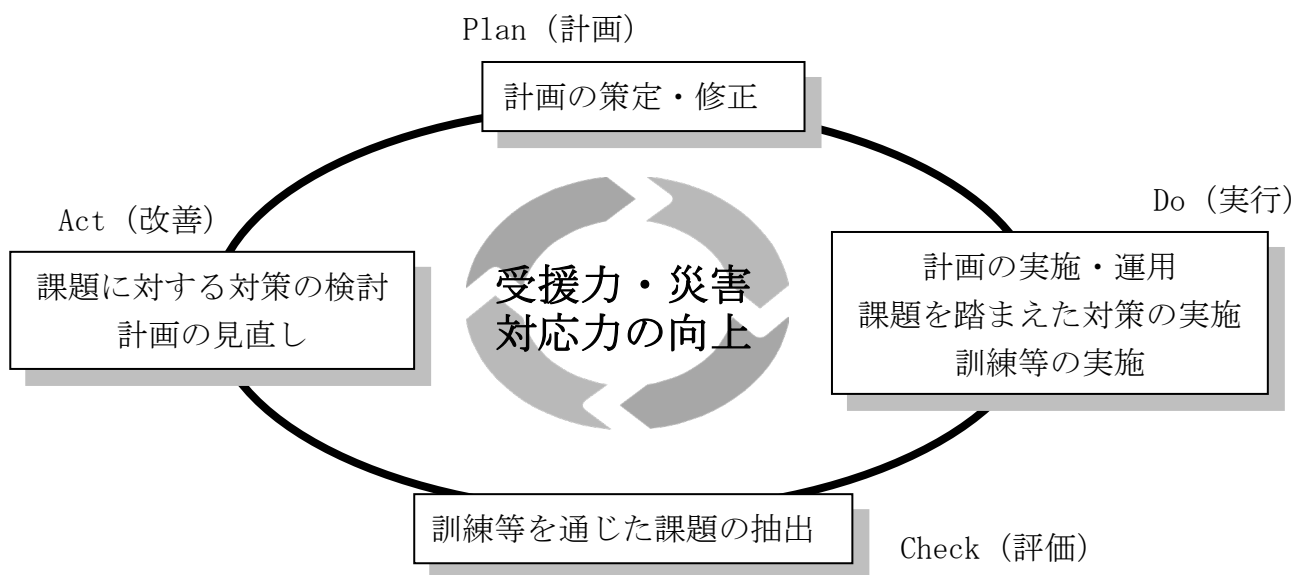 Plan（計画）
計画の策定・修正
Do（実行）
計画の実施・運用
課題を踏まえた対策の実施
訓練等の実施
Check（評価）
訓練等を通じた課題の抽出
Act（改善）
課題に対する対策の検討
計画の見直し
受援力・災害
対応力の向上